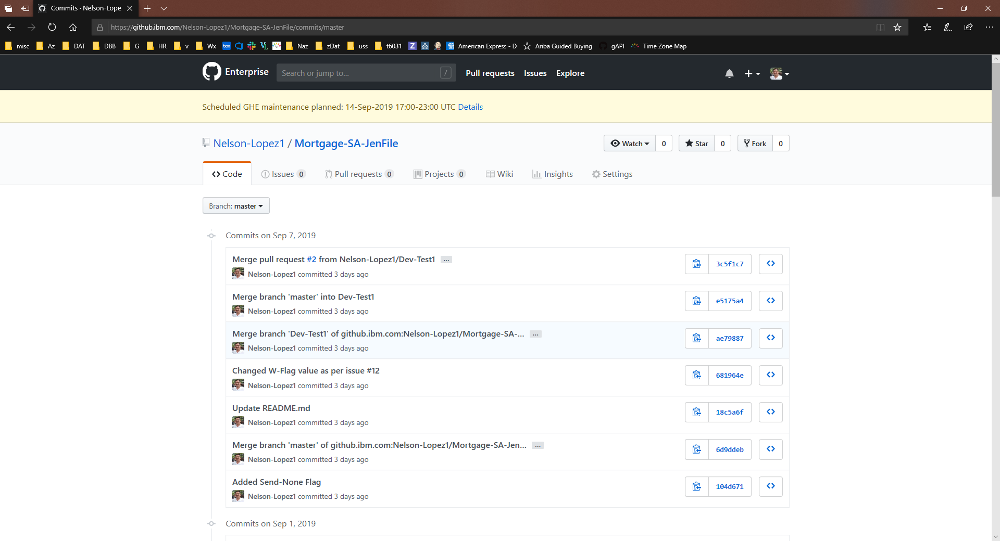 Commits · Nelson-Lope
https://github.ibm.com/Nelson-Lopez1/Mortgage-SA-JenFile/commits/master
misc Az DAT DBB G HR v Wx box Naz zDat uss t6031 Z American Express - D Ariba Guided Buying gAPI Time Zone Map
Enterprise Search or jump to... / Pull requests Issues Explore
Scheduled GHE maintenance planned: 14-Sep-2019 17:00-23:00 UTC Details
Nelson-Lopez1 / Mortgage-SA-JenFile Watch 0 Star 0 Fork 0
Code Issues 0 Pull requests 0 Projects 0 Wiki Insights Settings
Branch: master
Commits on Sep 7, 2019
Merge pull request #2 from Nelson-Lopez1/Dev-Test1 ...
3c5f1c7
Nelson-Lopez1 committed 3 days ago
Merge branch 'master' into Dev-Test1
e5175a4
Nelson-Lopez1 committed 3 days ago
Merge branch 'Dev-Test1' of github.ibm.com:Nelson-Lopez1/Mortgage-SA-... ...
ae79887
Nelson-Lopez1 committed 3 days ago
Changed W-Flag value as per issue #12
681964e
Nelson-Lopez1 committed 3 days ago
Update README.md
18c5a6f
Nelson-Lopez1 committed 3 days ago
Merge branch 'master' of github.ibm.com:Nelson-Lopez1/Mortgage-SA-Jen... ...
6d9ddeb
Nelson-Lopez1 committed 3 days ago
Added Send-None Flag
104d671
Nelson-Lopez1 committed 3 days ago
Commits on Sep 1, 2019